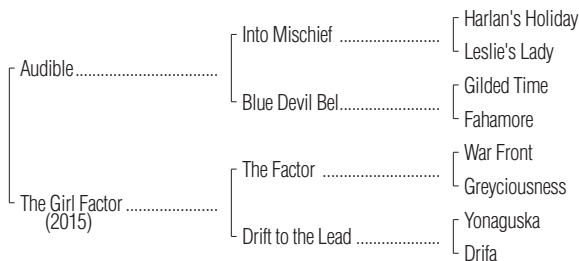 Harlan's Holiday
Into Mischief ....................
Leslie's Lady
Audible............................
Gilded Time
Blue Devil Bel....................
Fahamore
War Front
The Factor .......................
Greyciousness
The Girl Factor ..................
(2015)
Yonaguska
Drift to the Lead ................
Drifa